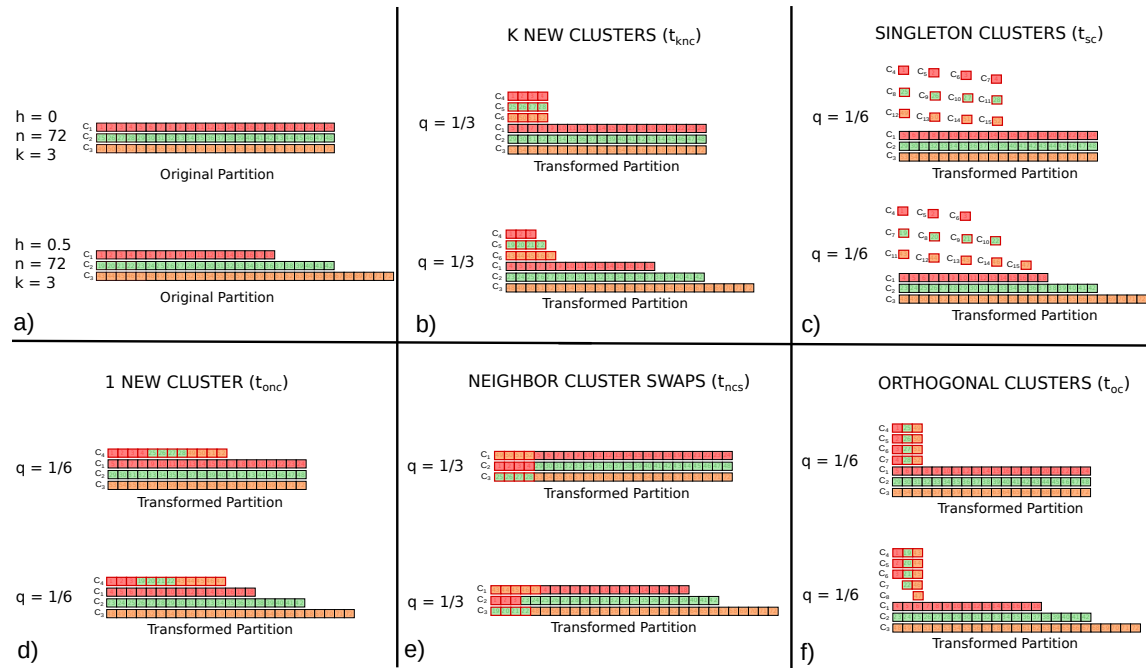 h = 0
n = 72
k = 3
C1
C2
C3
Original Partition
h = 0.5
n = 72
k = 3
C1
C2
C3
Original Partition
a)
K NEW CLUSTERS (tknc)
q = 1/3
C4
C5
C6
C1
C2
C3
Transformed Partition
q = 1/3
C4
C5
C6
C1
C2
C3
Transformed Partition
b)
SINGLETON CLUSTERS (tsc)
q = 1/6
C4 C5 C6 C7
C8 C9 C10 C11
C12 C13 C14 C15
C1
C2
C3
Transformed Partition
q = 1/6
C4 C5 C6
C7 C8 C9 C10
C11 C12 C13 C14 C15
C1
C2
C3
Transformed Partition
c)
1 NEW CLUSTER (tonc)
q = 1/6
C4
C1
C2
C3
Transformed Partition
q = 1/6
C4
C1
C2
C3
Transformed Partition
d)
NEIGHBOR CLUSTER SWAPS (tncs)
q = 1/3
C1
C2
C3
Transformed Partition
q = 1/3
C1
C2
C3
Transformed Partition
e)
ORTHOGONAL CLUSTERS (toc)
q = 1/6
C4
C5
C6
C7
C1
C2
C3
Transformed Partition
q = 1/6
C4
C5
C6
C7
C8
C1
C2
C3
Transformed Partition
f)